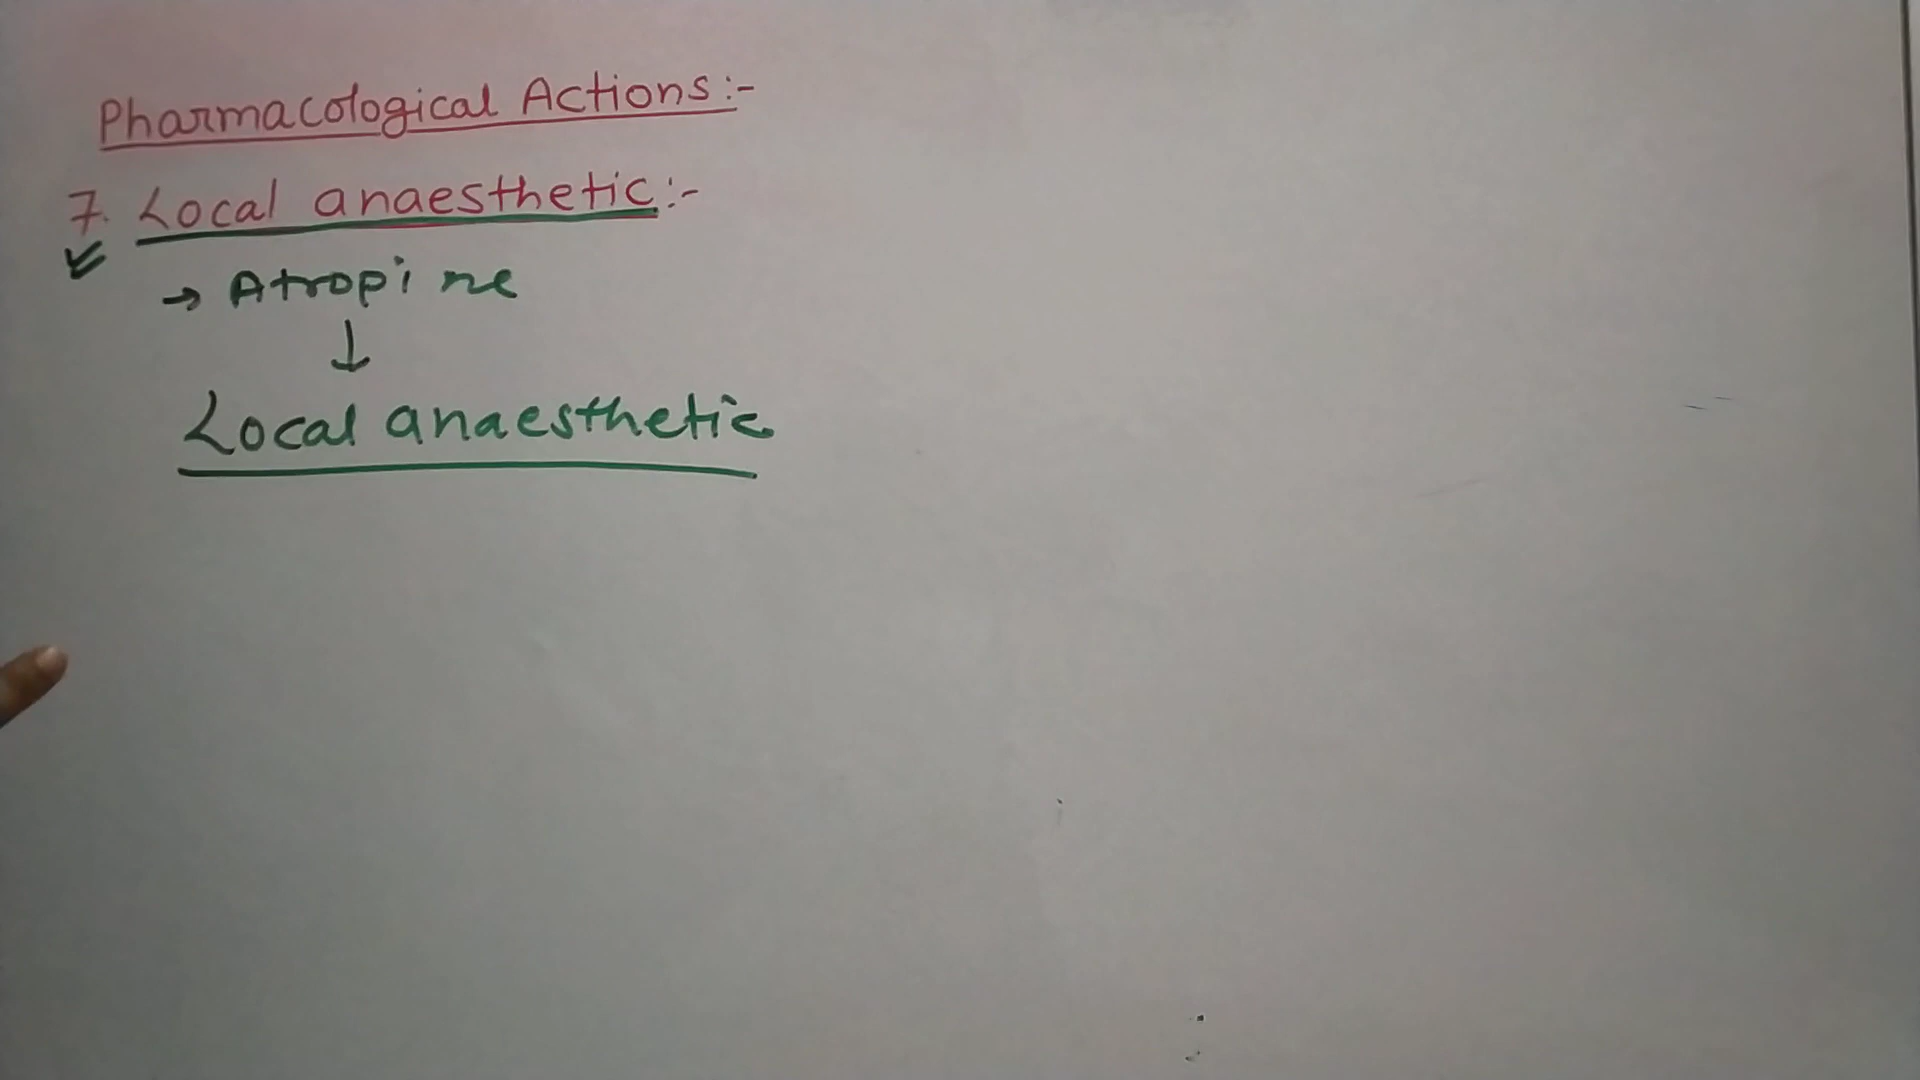 Pharmacological Actions:-
7. Local anaesthetic:-
→ Atropine
↓
Local anaesthetic